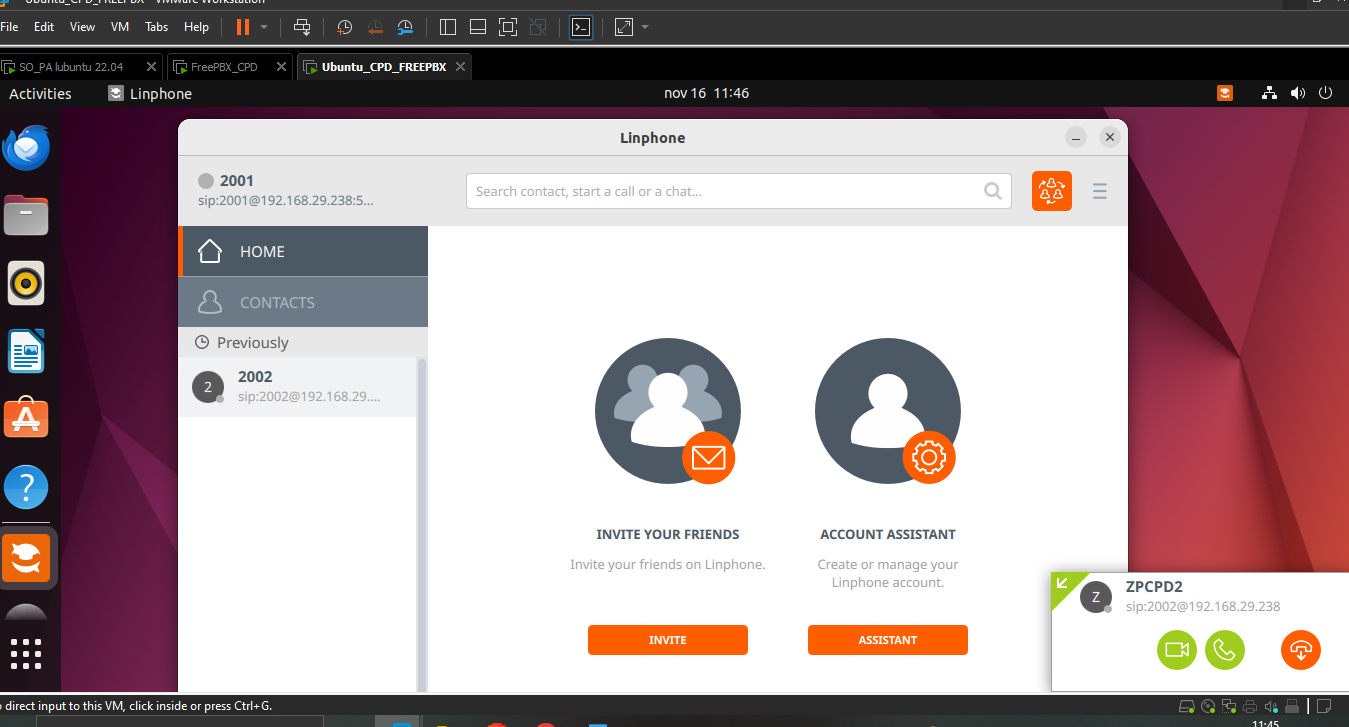 Ubuntu_CPD_FREEPBX - VMware Workstation
File Edit View VM Tabs Help
SO_PA lubuntu 22.04 FreePBX_CPD Ubuntu_CPD_FREEPBX
Activities Linphone nov 16 11:46
Linphone
2001
sip:2001@192.168.29.238:5...
Search contact, start a call or a chat...
HOME
CONTACTS
Previously
2 2002
sip:2002@192.168.29....
INVITE YOUR FRIENDS
Invite your friends on Linphone.
INVITE
ACCOUNT ASSISTANT
Create or manage your
Linphone account.
ASSISTANT
Z ZPCPD2
sip:2002@192.168.29.238
direct input to this VM, click inside or press Ctrl+G.
11:45